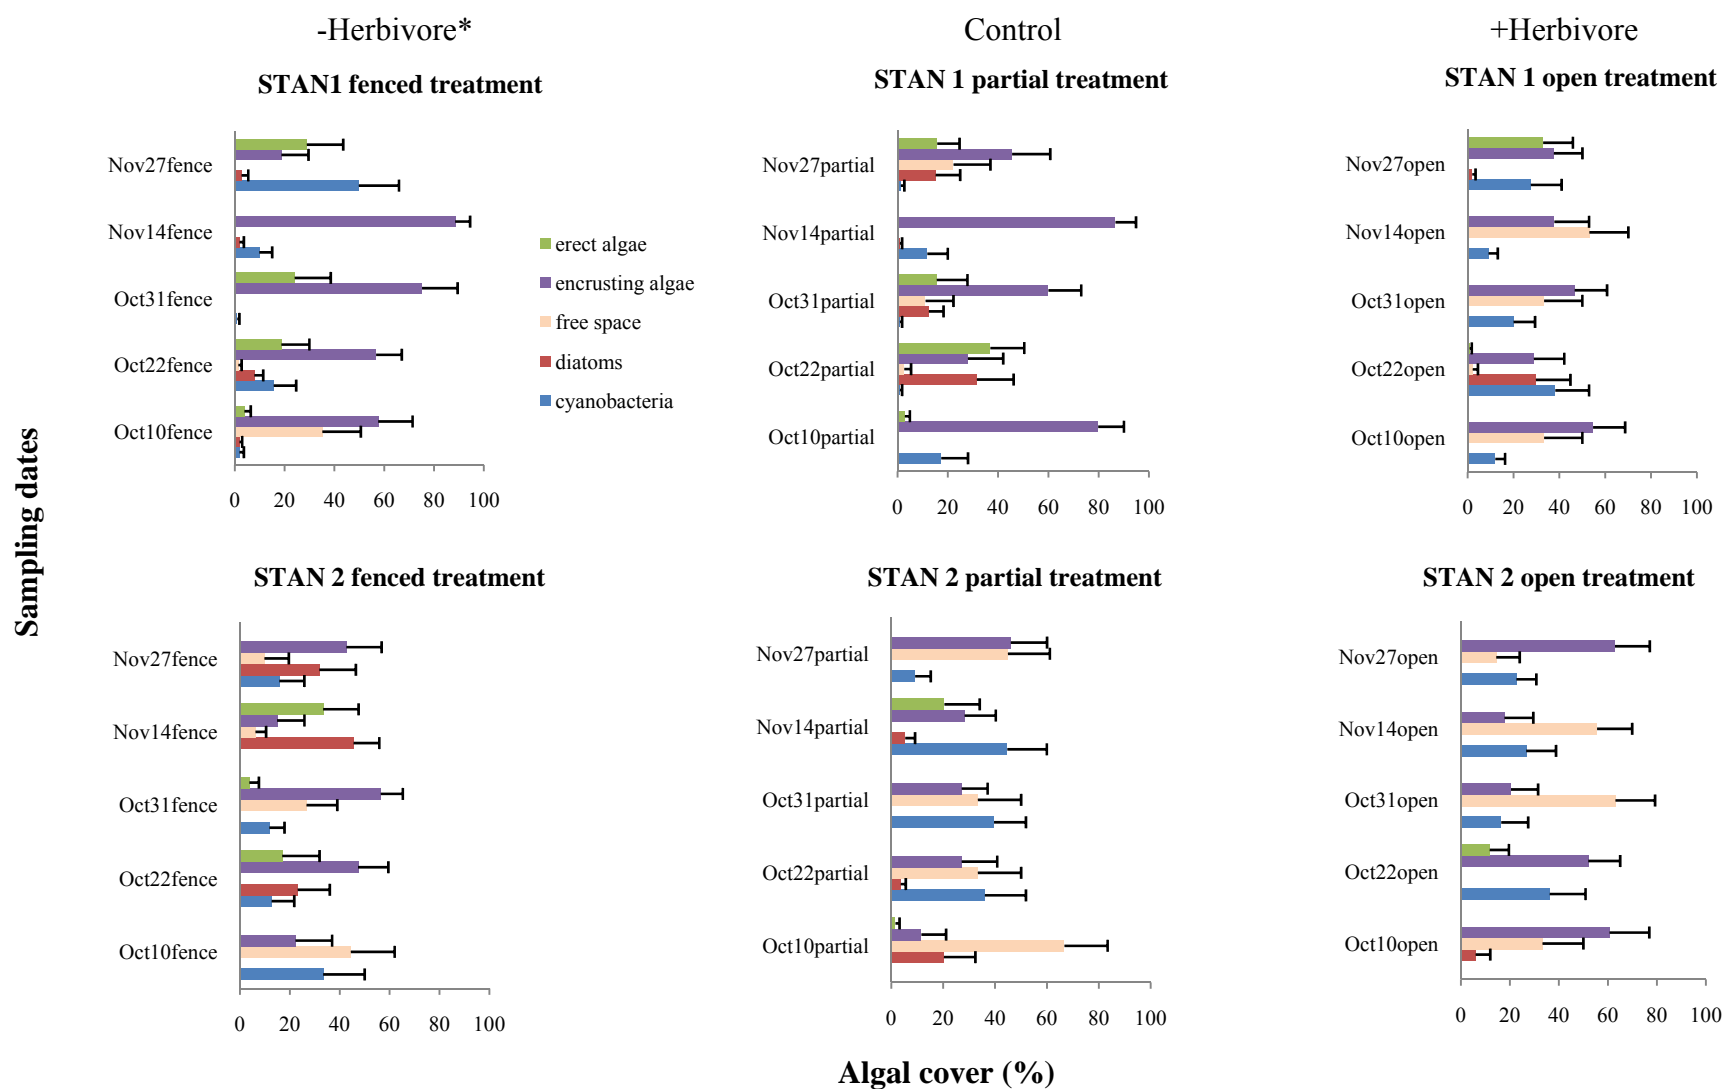 -Herbivore*
Control
+Herbivore
STAN1 fenced treatment
STAN 1 partial treatment
STAN 1 open treatment
Sampling dates
Nov27fence
Nov14fence
Oct31fence
Oct22fence
Oct10fence
0 20 40 60 80 100
erect algae
encrusting algae
free space
diatoms
cyanobacteria
Nov27partial
Nov14partial
Oct31partial
Oct22partial
Oct10partial
0 20 40 60 80 100
Nov27open
Nov14open
Oct31open
Oct22open
Oct10open
0 20 40 60 80 100
STAN 2 fenced treatment
STAN 2 partial treatment
STAN 2 open treatment
Nov27fence
Nov14fence
Oct31fence
Oct22fence
Oct10fence
0 20 40 60 80 100
Nov27partial
Nov14partial
Oct31partial
Oct22partial
Oct10partial
0 20 40 60 80 100
Nov27open
Nov14open
Oct31open
Oct22open
Oct10open
0 20 40 60 80 100
Algal cover (%)